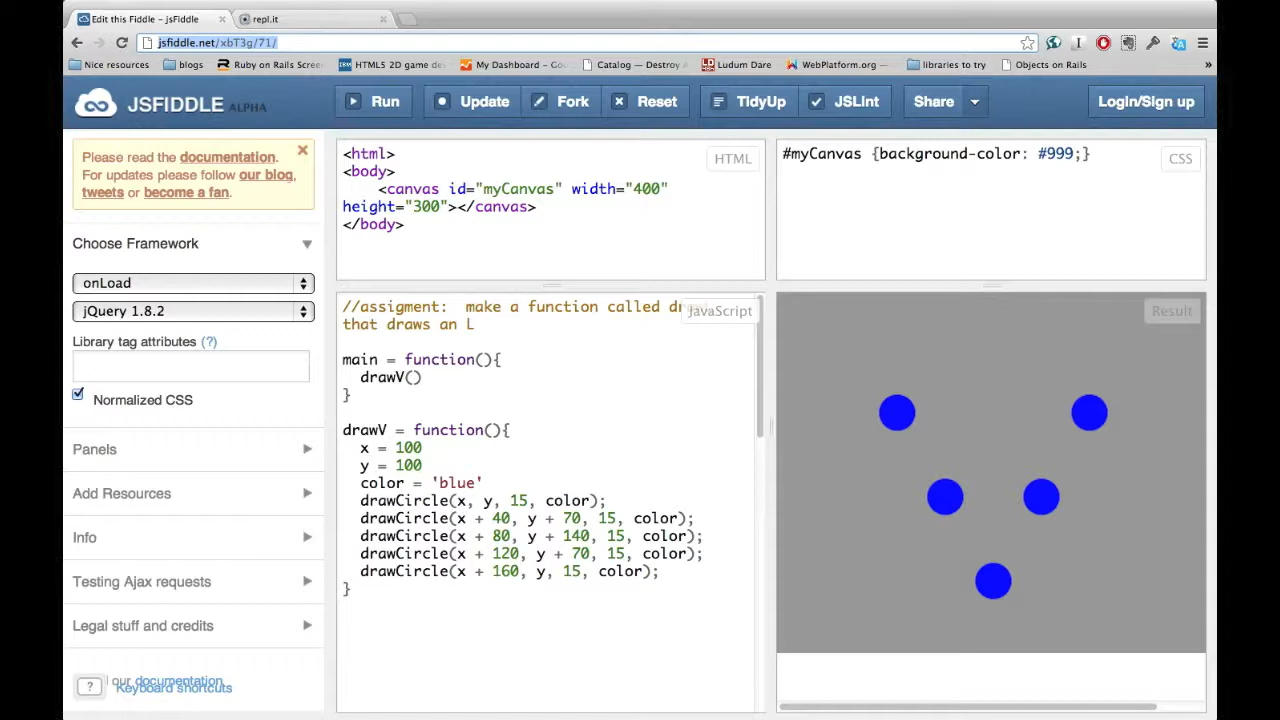 Edit this Fiddle - jsFiddle
repl.it
jsfiddle.net/xbT3g/71/
Nice resources
blogs
Ruby on Rails Scree
HTML5 2D game de
My Dashboard - Go
Catalog — Destroy A
Ludum Dare
WebPlatform.org
libraries to try
Objects on Rails
»
JSFIDDLE ALPHA
Run
Update
Fork
Reset
TidyUp
JSLint
Share
Login/Sign up
Please read the documentation.
For updates please follow our blog,
tweets or become a fan.
Choose Framework
onLoad
jQuery 1.8.2
Library tag attributes (?)
Normalized CSS
Panels
Add Resources
Info
Testing Ajax requests
Legal stuff and credits
our documentation.
?
Keyboard shortcuts
HTML
<html>
<body>
<canvas id="myCanvas" width="400"
height="300"></canvas>
</body>
CSS
#myCanvas {background-color: #999;}
JavaScript
//assigment: make a function called dr
that draws an L
main = function(){
drawV()
}
drawV = function(){
x = 100
y = 100
color = 'blue'
drawCircle(x, y, 15, color);
drawCircle(x + 40, y + 70, 15, color);
drawCircle(x + 80, y + 140, 15, color);
drawCircle(x + 120, y + 70, 15, color);
drawCircle(x + 160, y, 15, color);
}
Result